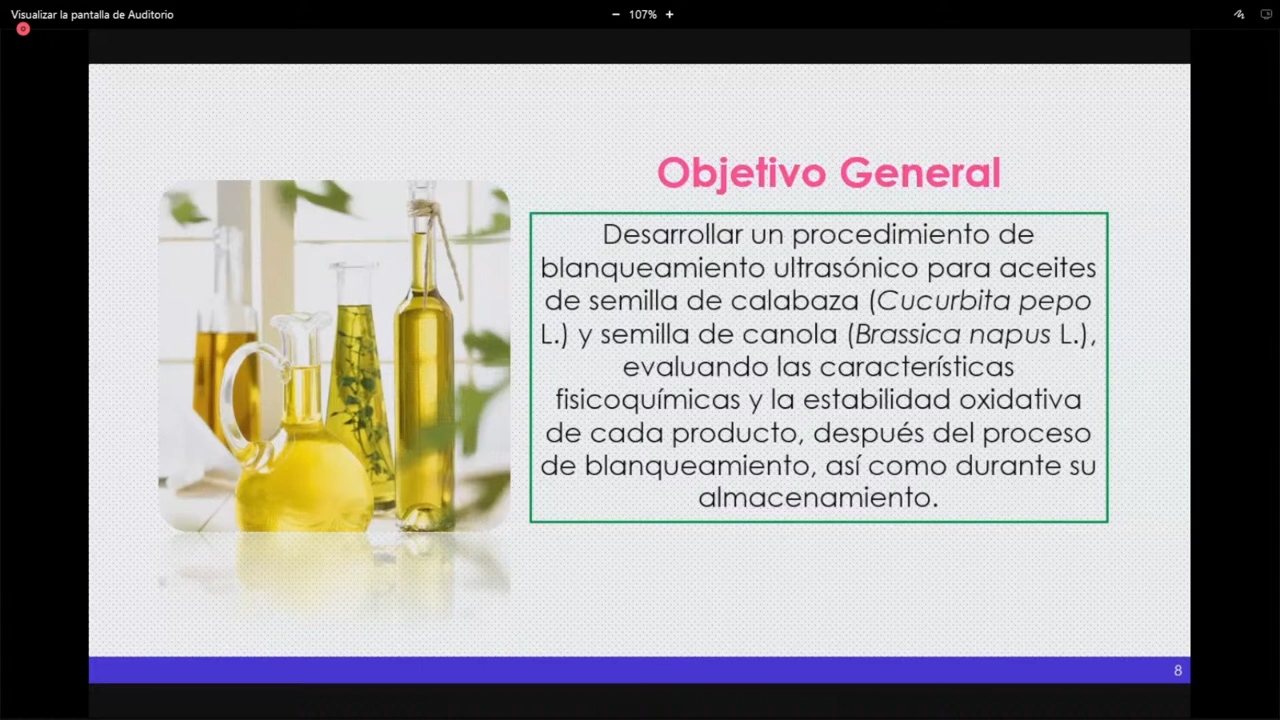 Visualizar la pantalla de Auditorio
107%
Objetivo General
Desarrollar un procedimiento de
blanqueamiento ultrasónico para aceites
de semilla de calabaza (Cucurbita pepo
L.) y semilla de canola (Brassica napus L.),
evaluando las características
fisicoquímicas y la estabilidad oxidativa
de cada producto, después del proceso
de blanqueamiento, así como durante su
almacenamiento.
8